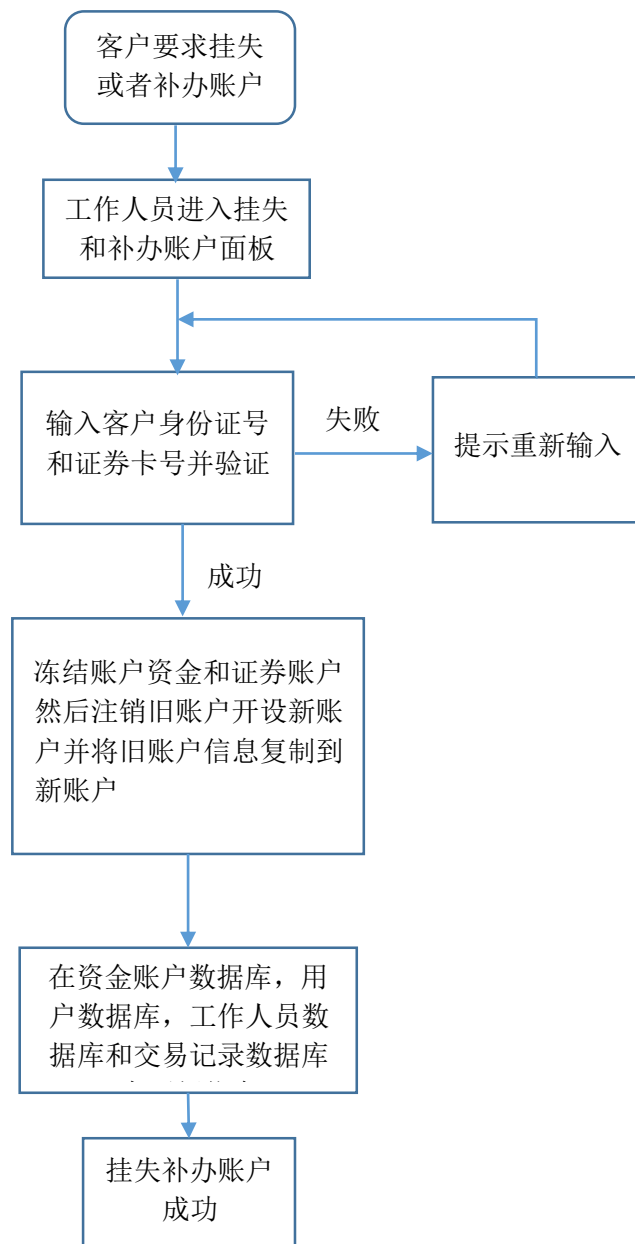 客户要求挂失
或者补办账户
工作人员进入挂失
和补办账户面板
输入客户身份证号
和证券卡号并验证
失败
提示重新输入
成功
冻结账户资金和证券账户
然后注销旧账户开设新账
户并将旧账户信息复制到
新账户
在资金账户数据库，用
户数据库，工作人员数
据库和交易记录数据库
挂失补办账户
成功